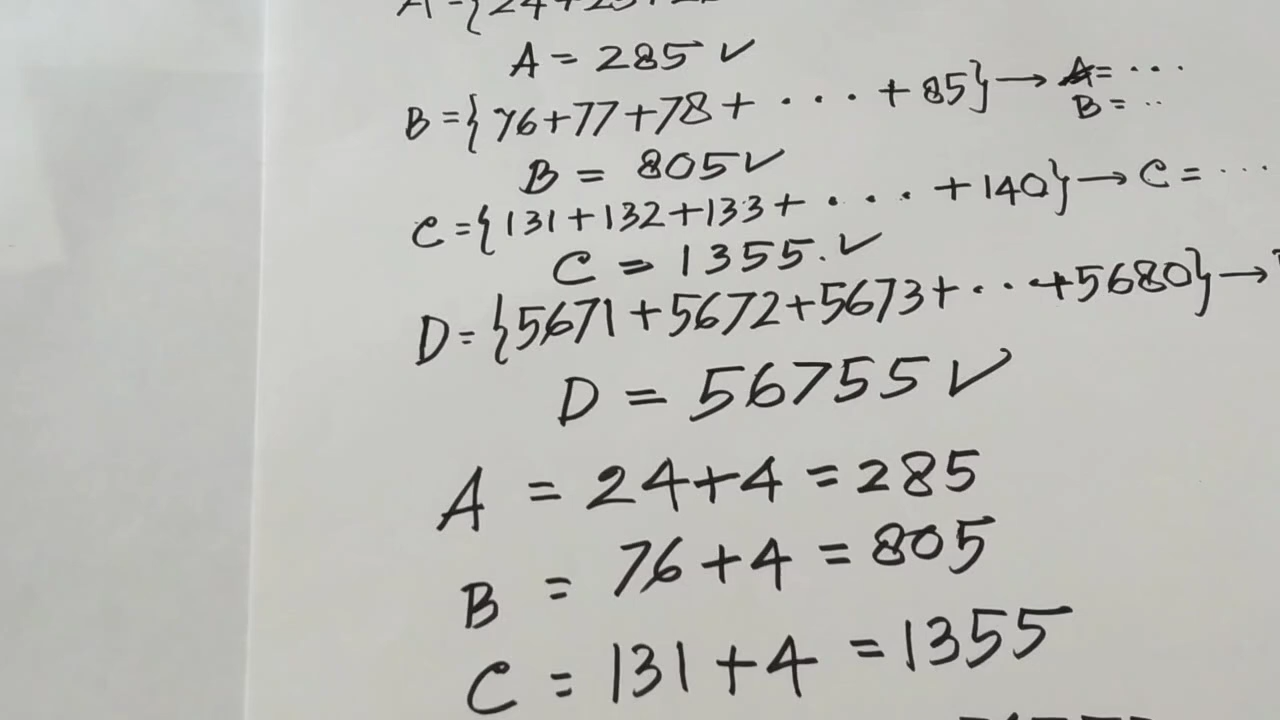 A = 285 ✓
B = { 76+77+78+ · · · +85} → A= · · ·
B = ··
B = 805 ✓
C = {131+132+133+ · · · · +140} → C = · · ·
C = 1355. ✓
D = {5671+5672+5673+ · · · +5680} →
D = 56755 ✓
A = 24+4 = 285
B = 76+4 = 805
C = 131+4 = 1355